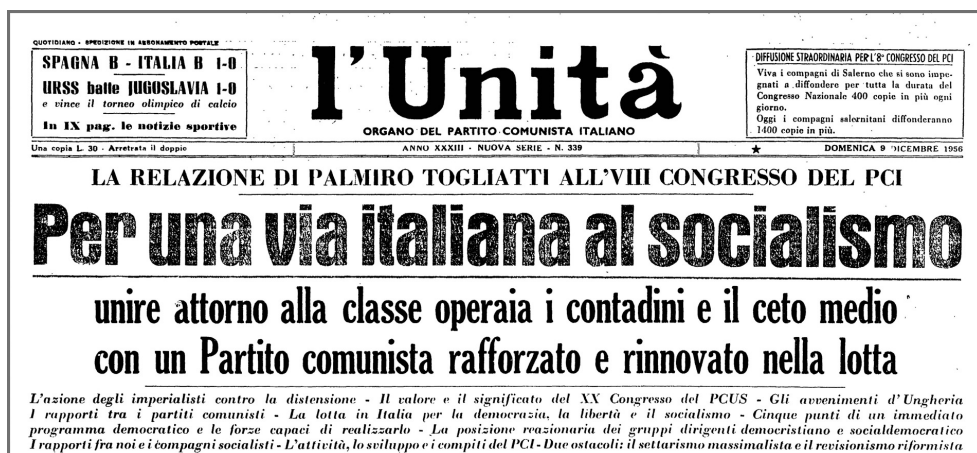 QUOTIDIANO - SPEDIZIONE IN ABBONAMENTO POSTALE
SPAGNA B - ITALIA B 1-0
URSS batte JUGOSLAVIA 1-0
e vince il torneo olimpico di calcio
In IX pag. le notizie sportive
l'Unità
ORGANO DEL PARTITO COMUNISTA ITALIANO
DIFFUSIONE STRAORDINARIA PER L'8° CONGRESSO DEL PCI
Viva i compagni di Salerno che si sono impe-
gnati a diffondere per tutta la durata del
Congresso Nazionale 400 copie in più ogni
giorno.
Oggi i compagni salernitani diffonderanno
1400 copie in più.
Una copia L. 30 - Arretrata il doppio
ANNO XXXIII - NUOVA SERIE - N. 339
★ DOMENICA 9 DICEMBRE 1956
LA RELAZIONE DI PALMIRO TOGLIATTI ALL'VIII CONGRESSO DEL PCI
Per una via italiana al socialismo
unire attorno alla classe operaia i contadini e il ceto medio
con un Partito comunista rafforzato e rinnovato nella lotta
L'azione degli imperialisti contro la distensione - Il valore e il significato del XX Congresso del PCUS - Gli avvenimenti d'Ungheria
I rapporti tra i partiti comunisti - La lotta in Italia per la democrazia, la libertà e il socialismo - Cinque punti di un immediato
programma democratico e le forze capaci di realizzarlo - La posizione reazionaria dei gruppi dirigenti democristiano e socialdemocratico
I rapporti fra noi e i compagni socialisti - L'attività, lo sviluppo e i compiti del PCI - Due ostacoli: il settarismo massimalista e il revisionismo riformista